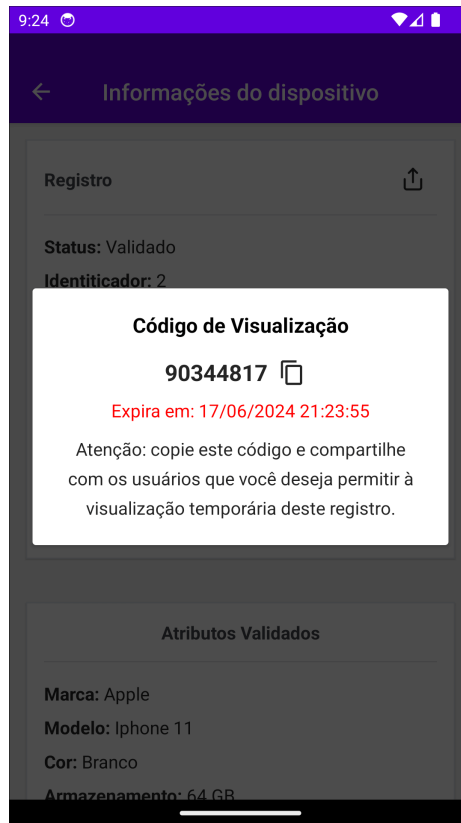 9:24
Informações do dispositivo
Registro
Status: Validado
Identiticador: 2
Código de Visualização
90344817
Expira em: 17/06/2024 21:23:55
Atenção: copie este código e compartilhe
com os usuários que você deseja permitir à
visualização temporária deste registro.
Atributos Validados
Marca: Apple
Modelo: Iphone 11
Cor: Branco
Armazenamento: 64 GB